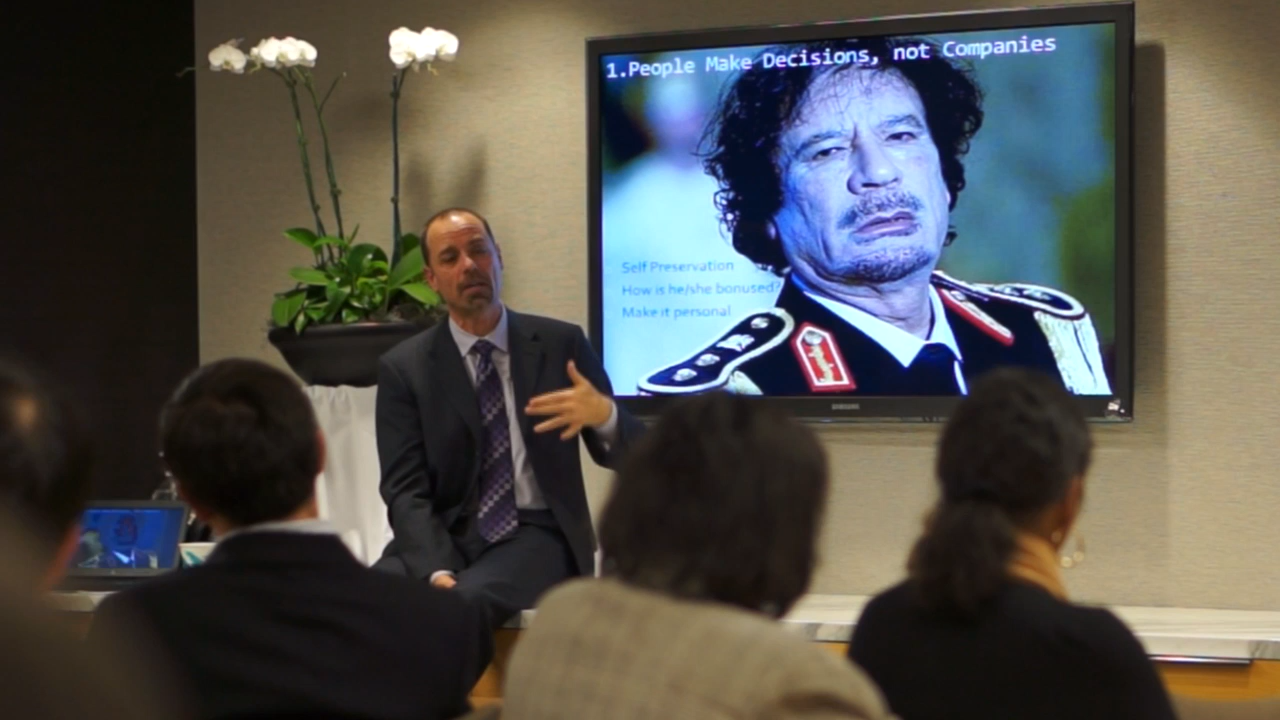 1.People Make Decisions, not Companies
Self Preservation
How is he/she bonused?
Make it personal
SAMSUNG